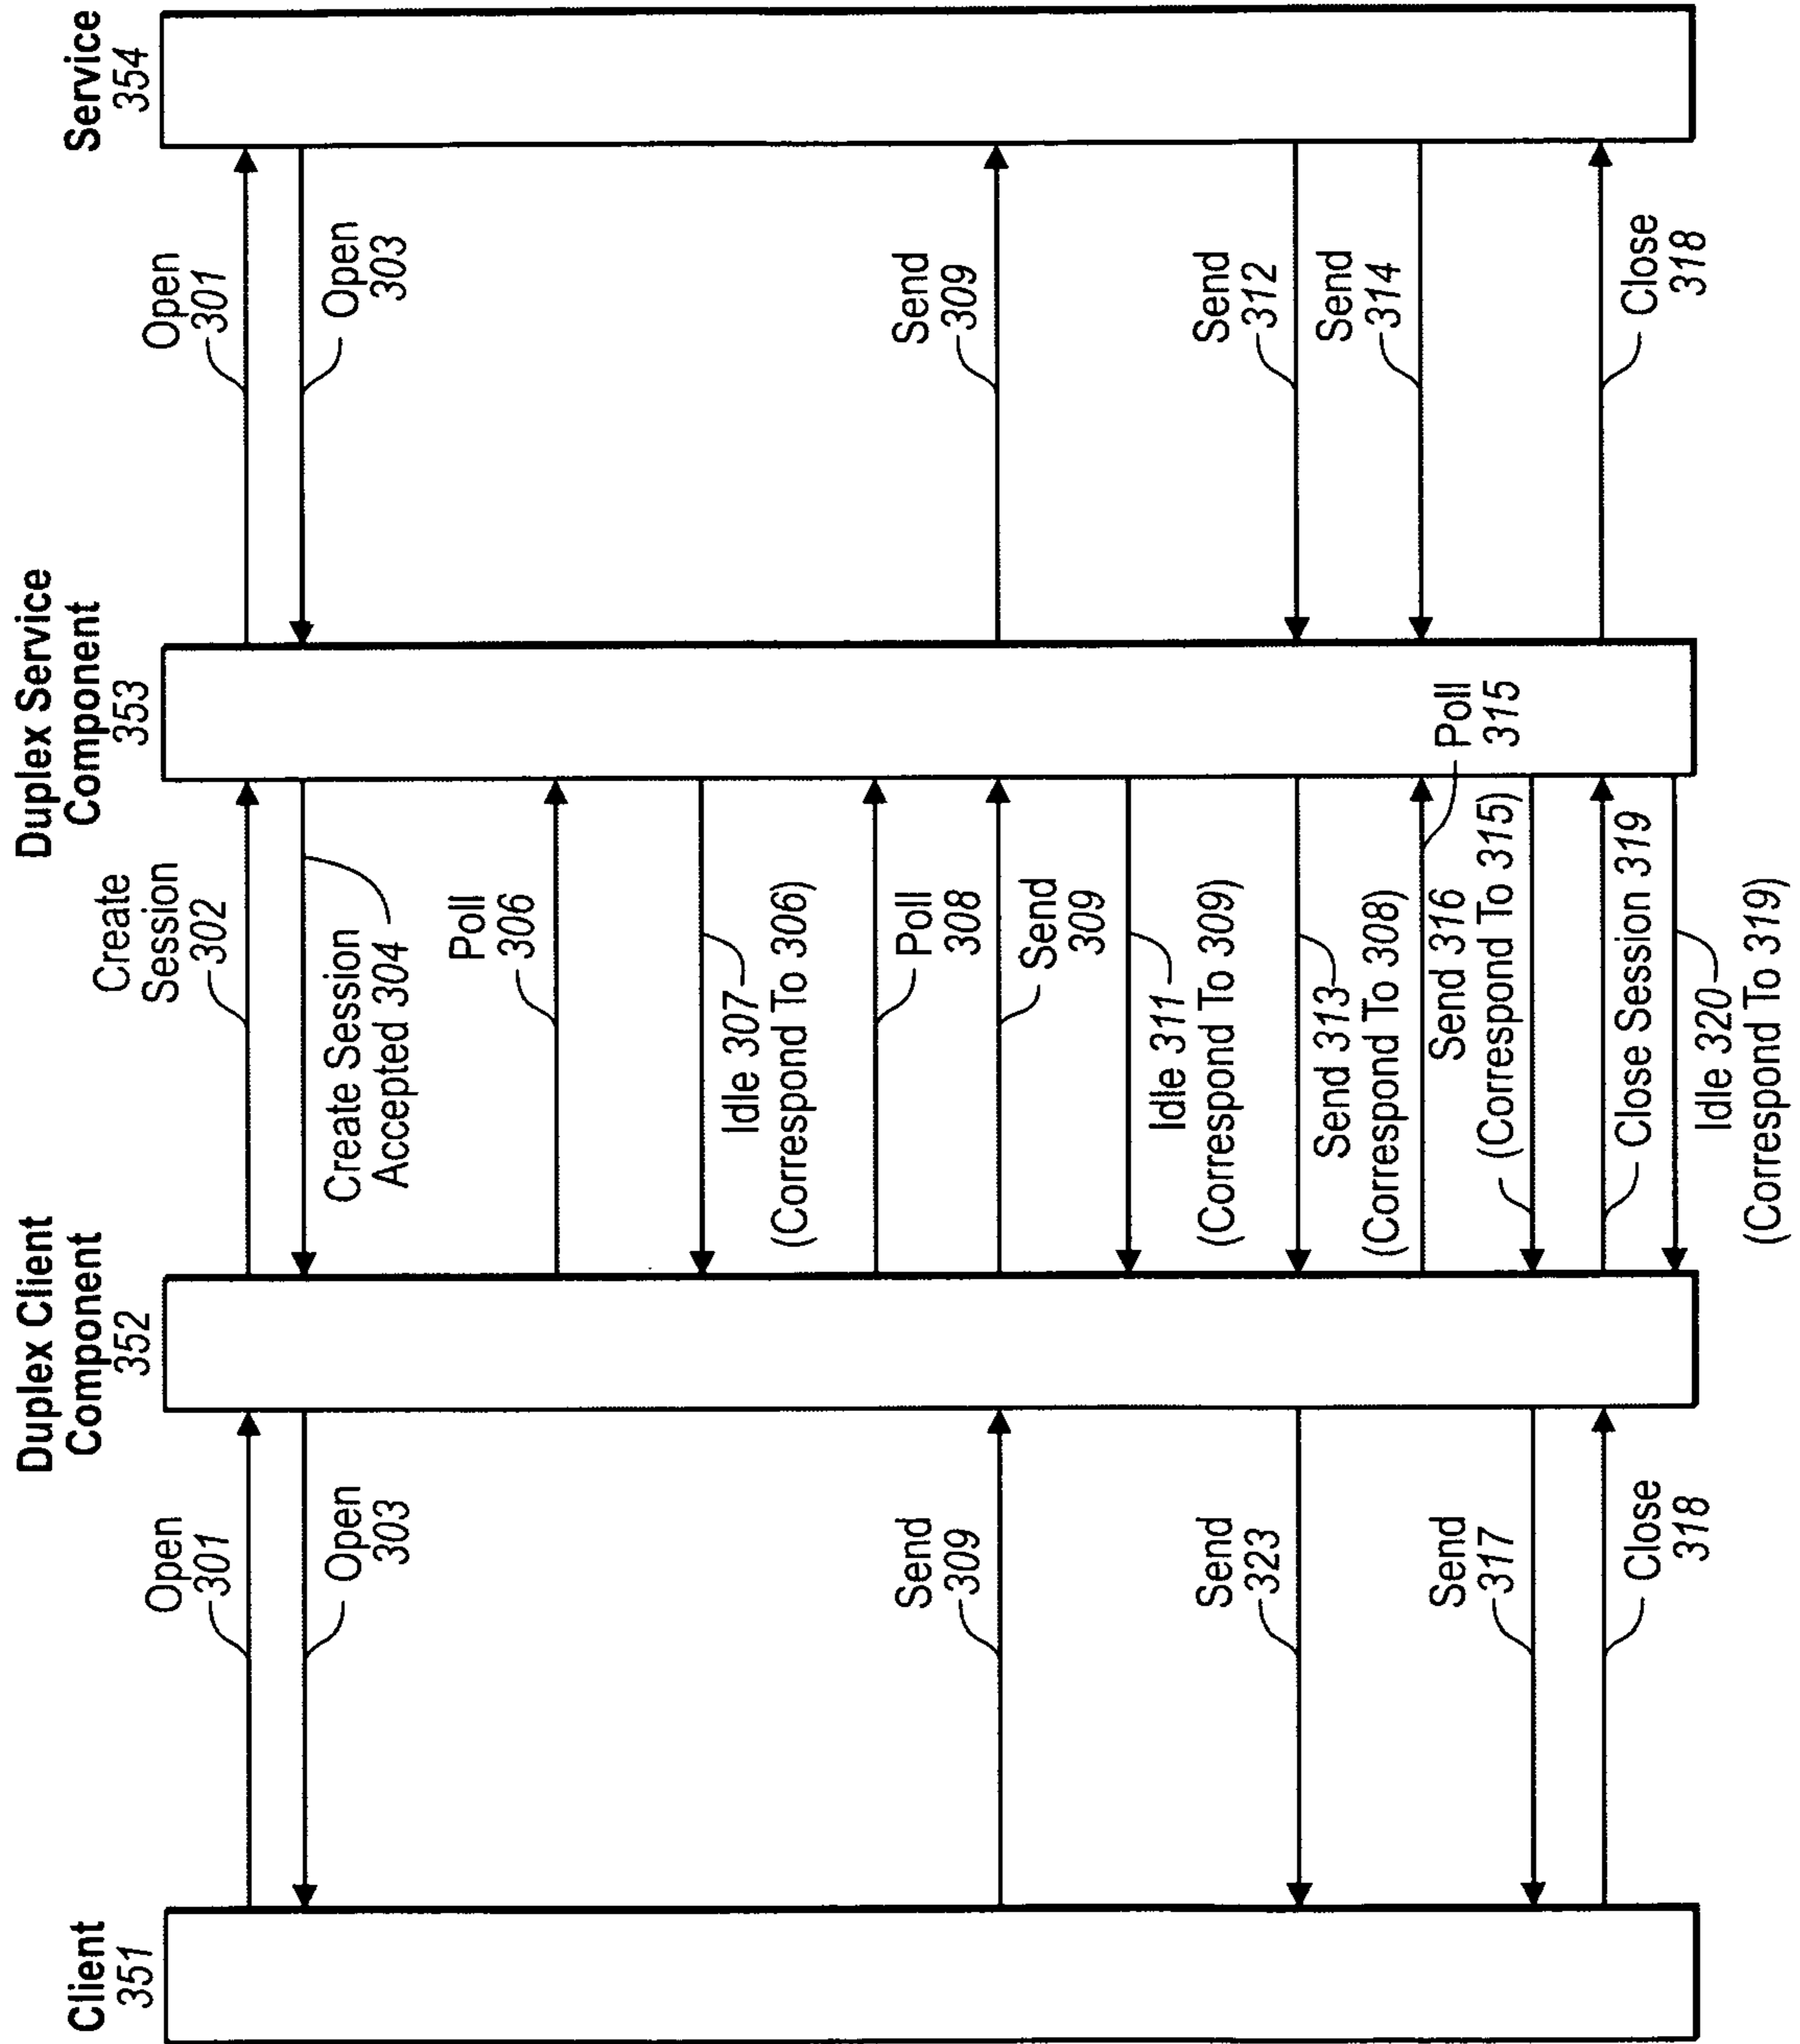 Client
351
Duplex Client
Component
352
Duplex Service
Component
353
Service
354
Open
301
Create
Session
302
Open
301
Open
303
Create Session
Accepted 304
Open
303
Poll
306
Idle 307
(Correspond To 306)
Poll
308
Send
309
Send
309
Send
309
Idle 311
(Correspond To 309)
Send
323
Send 313
(Correspond To 308)
Send
312
Send
314
Poll
315
Send
317
Send 316
(Correspond To 315)
Close
318
Close Session 319
Close
318
Idle 320
(Correspond To 319)